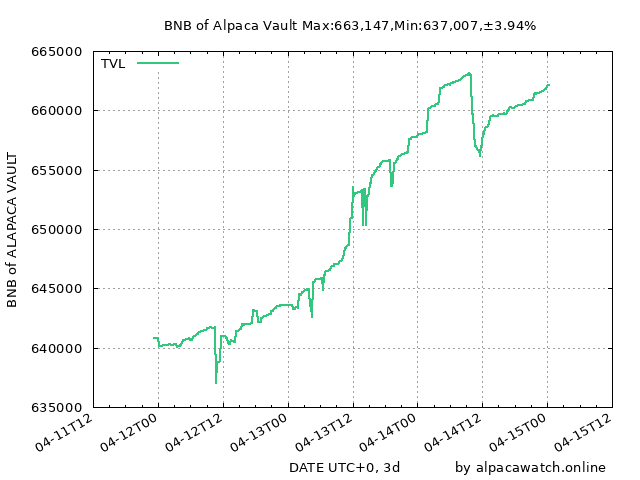 BNB of Alpaca Vault Max:663,147,Min:637,007,±3.94%
TVL
665000
660000
655000
650000
645000
640000
635000
BNB of ALAPACA VAULT
04-11T12
04-12T00
04-12T12
04-13T00
04-13T12
04-14T00
04-14T12
04-15T00
04-15T12
DATE UTC+0, 3d
by alpacawatch.online